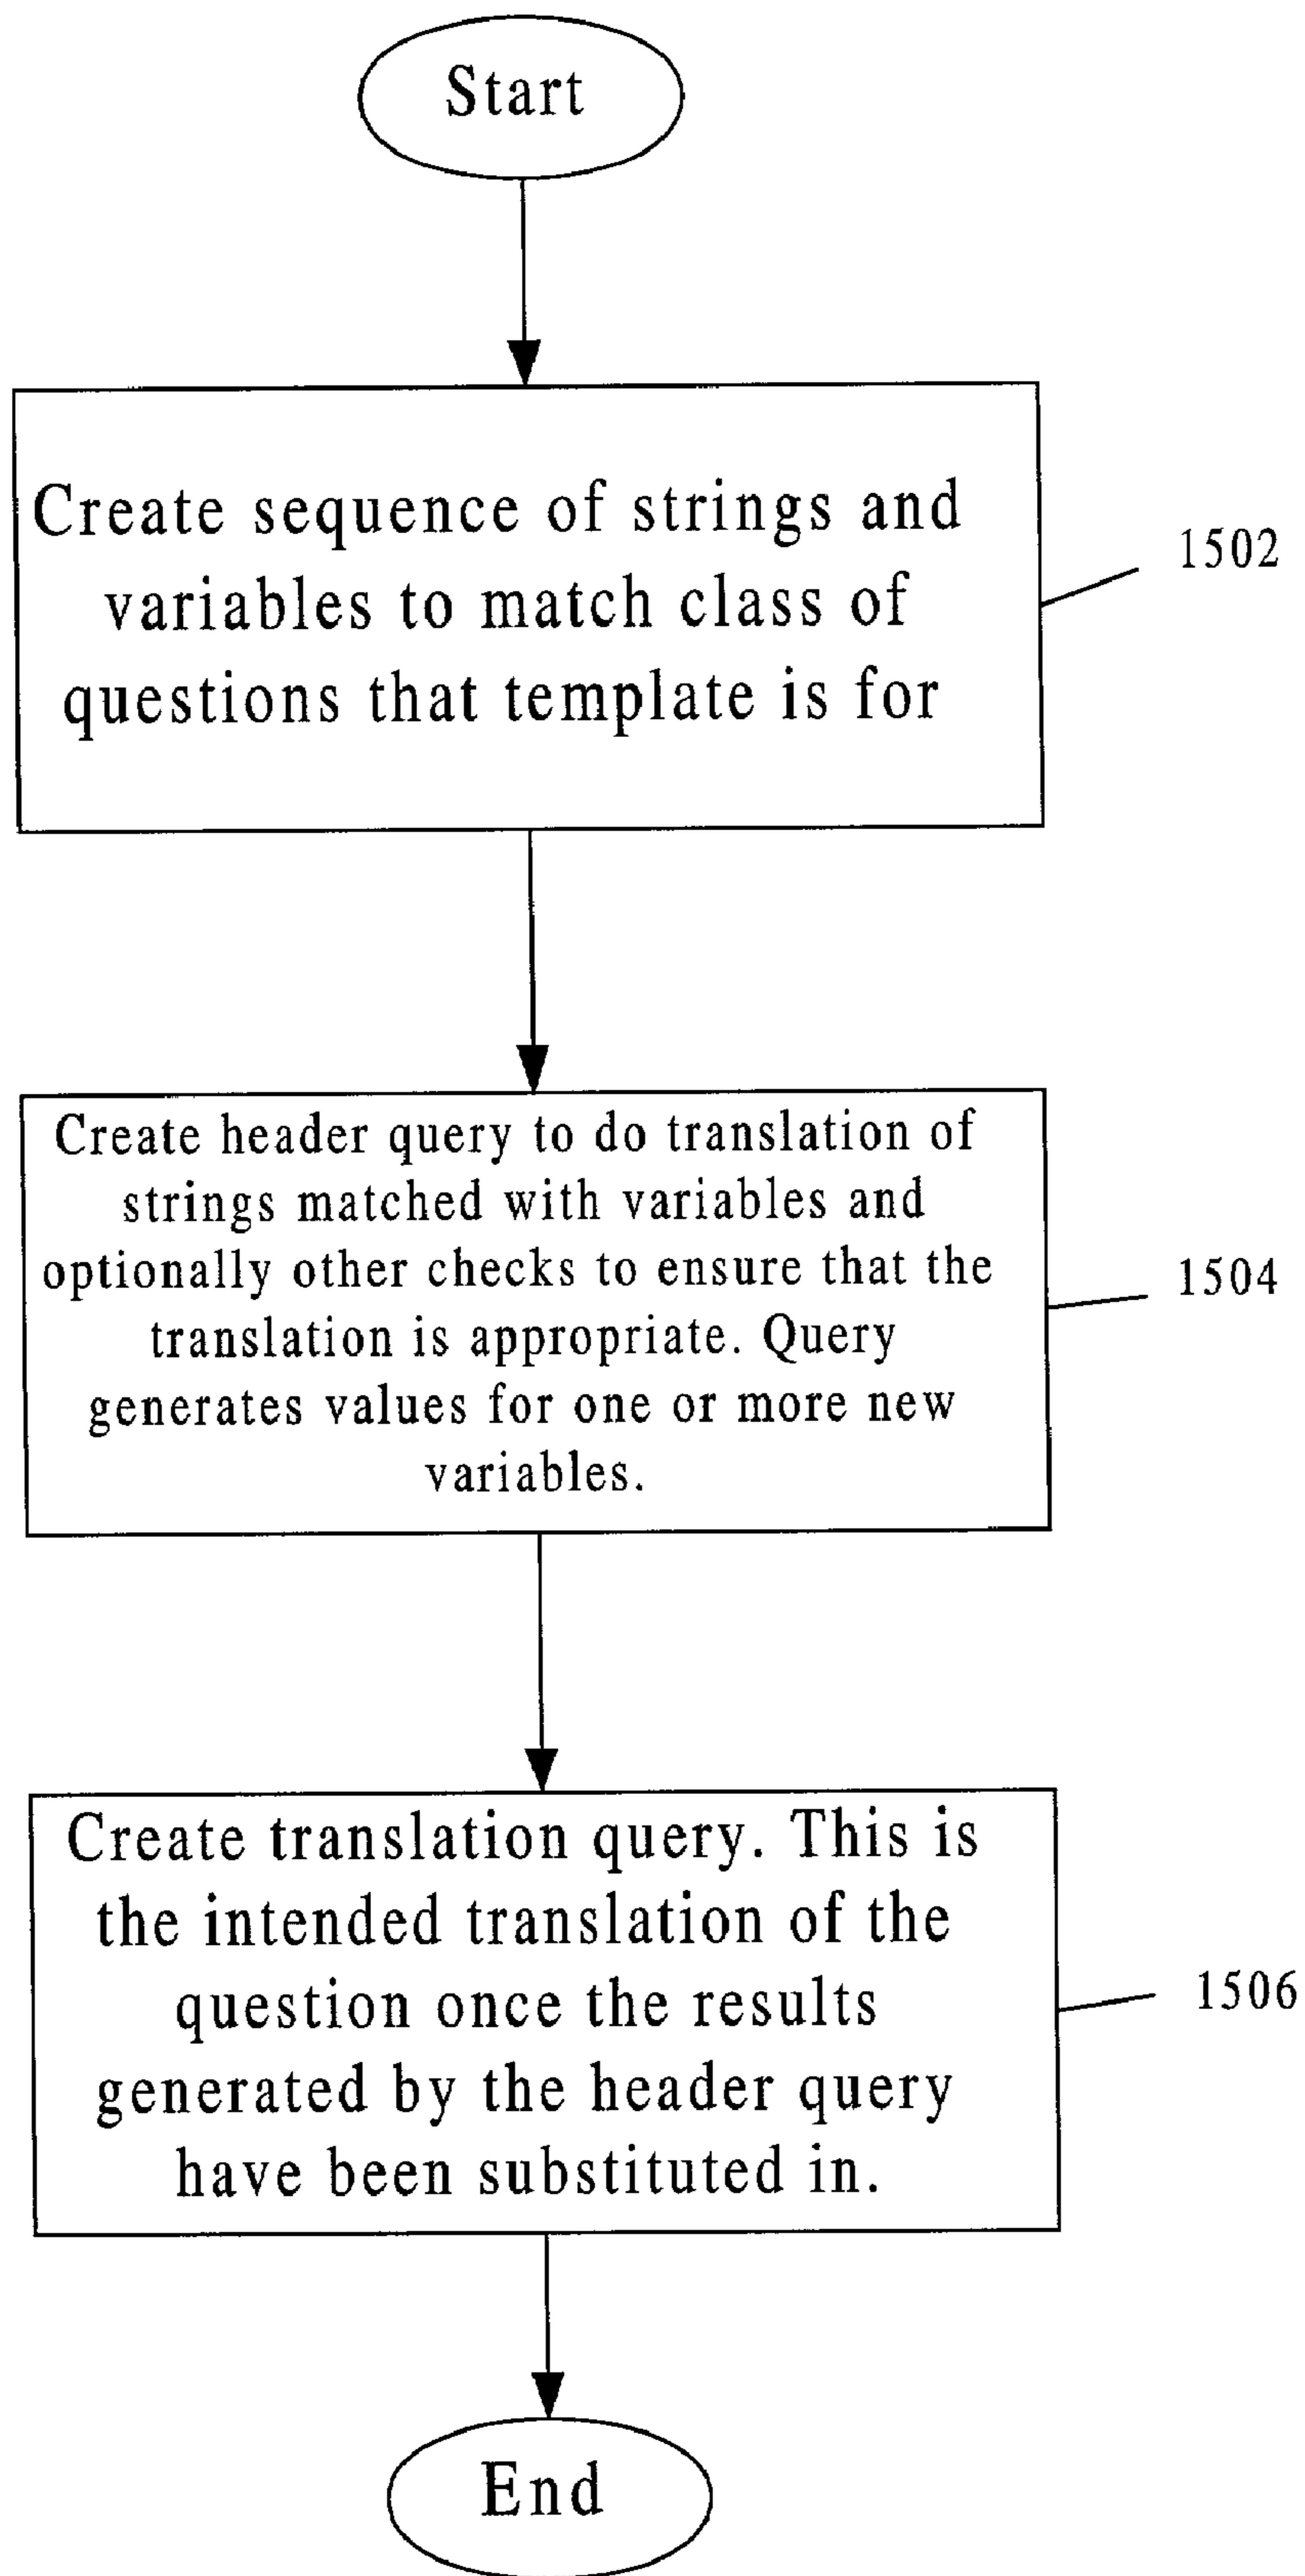 Start
Create sequence of strings and
variables to match class of
questions that template is for
1502
Create header query to do translation of
strings matched with variables and
optionally other checks to ensure that the
translation is appropriate. Query
generates values for one or more new
variables.
1504
Create translation query. This is
the intended translation of the
question once the results
generated by the header query
have been substituted in.
1506
End